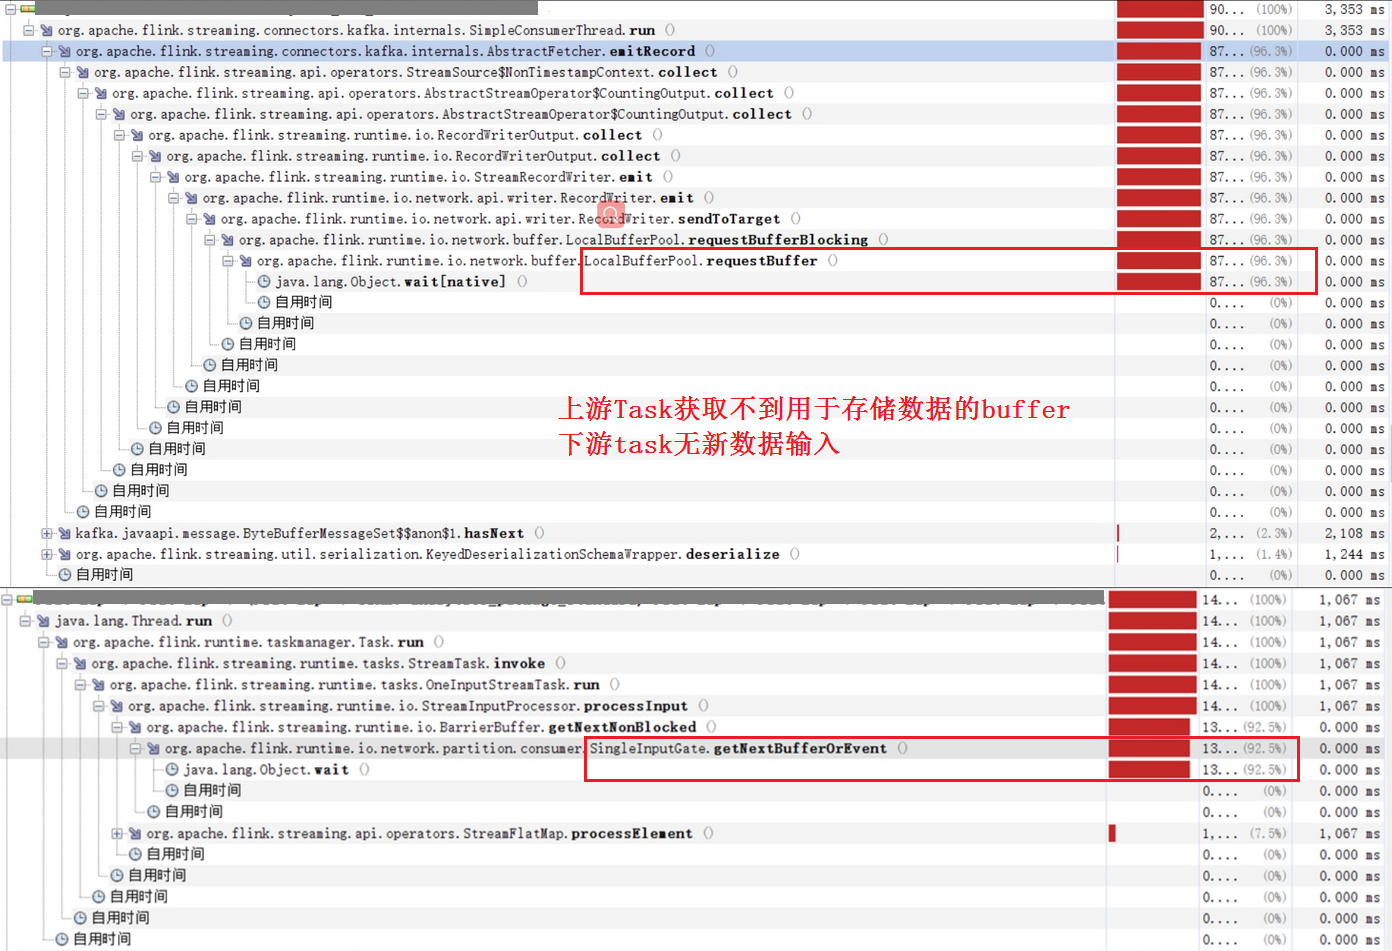 90... (100%) 3,353 ms
org.apache.flink.streaming.connectors.kafka.internals.SimpleConsumerThread.run () 90... (100%) 3,353 ms
org.apache.flink.streaming.connectors.kafka.internals.AbstractFetcher.emitRecord () 87... (96.3%) 0.000 ms
org.apache.flink.streaming.api.operators.StreamSource$NonTimestampContext.collect () 87... (96.3%) 0.000 ms
org.apache.flink.streaming.api.operators.AbstractStreamOperator$CountingOutput.collect () 87... (96.3%) 0.000 ms
org.apache.flink.streaming.api.operators.AbstractStreamOperator$CountingOutput.collect () 87... (96.3%) 0.000 ms
org.apache.flink.streaming.runtime.io.RecordWriterOutput.collect () 87... (96.3%) 0.000 ms
org.apache.flink.streaming.runtime.io.RecordWriterOutput.collect () 87... (96.3%) 0.000 ms
org.apache.flink.streaming.runtime.io.StreamRecordWriter.emit () 87... (96.3%) 0.000 ms
org.apache.flink.runtime.io.network.api.writer.RecordWriter.emit () 87... (96.3%) 0.000 ms
org.apache.flink.runtime.io.network.api.writer.RecordWriter.sendToTarget () 87... (96.3%) 0.000 ms
org.apache.flink.runtime.io.network.buffer.LocalBufferPool.requestBufferBlocking () 87... (96.3%) 0.000 ms
org.apache.flink.runtime.io.network.buffer.LocalBufferPool.requestBuffer () 87... (96.3%) 0.000 ms
java.lang.Object.wait[native] () 87... (96.3%) 0.000 ms
自用时间 0.... (0%) 0.000 ms
自用时间 0.... (0%) 0.000 ms
自用时间 0.... (0%) 0.000 ms
自用时间 0.... (0%) 0.000 ms
自用时间 0.... (0%) 0.000 ms
自用时间 0.... (0%) 0.000 ms
上游Task获取不到用于存储数据的buffer
自用时间 0.... (0%) 0.000 ms
下游task无新数据输入
自用时间 0.... (0%) 0.000 ms
自用时间 0.... (0%) 0.000 ms
自用时间 0.... (0%) 0.000 ms
自用时间 0.... (0%) 0.000 ms
kafka.javaapi.message.ByteBufferMessageSet$$anon$1.hasNext () 2,... (2.3%) 2,108 ms
org.apache.flink.streaming.util.serialization.KeyedDeserializationSchemaWrapper.deserialize () 1,... (1.4%) 1,244 ms
自用时间 0.... (0%) 0.000 ms
14... (100%) 1,067 ms
java.lang.Thread.run () 14... (100%) 1,067 ms
org.apache.flink.runtime.taskmanager.Task.run () 14... (100%) 1,067 ms
org.apache.flink.streaming.runtime.tasks.StreamTask.invoke () 14... (100%) 1,067 ms
org.apache.flink.streaming.runtime.tasks.OneInputStreamTask.run () 14... (100%) 1,067 ms
org.apache.flink.streaming.runtime.io.StreamInputProcessor.processInput () 14... (100%) 1,067 ms
org.apache.flink.streaming.runtime.io.BarrierBuffer.getNextNonBlocked () 13... (92.5%) 0.000 ms
org.apache.flink.runtime.io.network.partition.consumer.SingleInputGate.getNextBufferOrEvent () 13... (92.5%) 0.000 ms
java.lang.Object.wait () 13... (92.5%) 0.000 ms
自用时间 0.... (0%) 0.000 ms
自用时间 0.... (0%) 0.000 ms
org.apache.flink.streaming.api.operators.StreamFlatMap.processElement () 1,... (7.5%) 1,067 ms
自用时间 0.... (0%) 0.000 ms
自用时间 0.... (0%) 0.000 ms
自用时间 0.... (0%) 0.000 ms
自用时间 0.... (0%) 0.000 ms
自用时间 0.... (0%) 0.000 ms